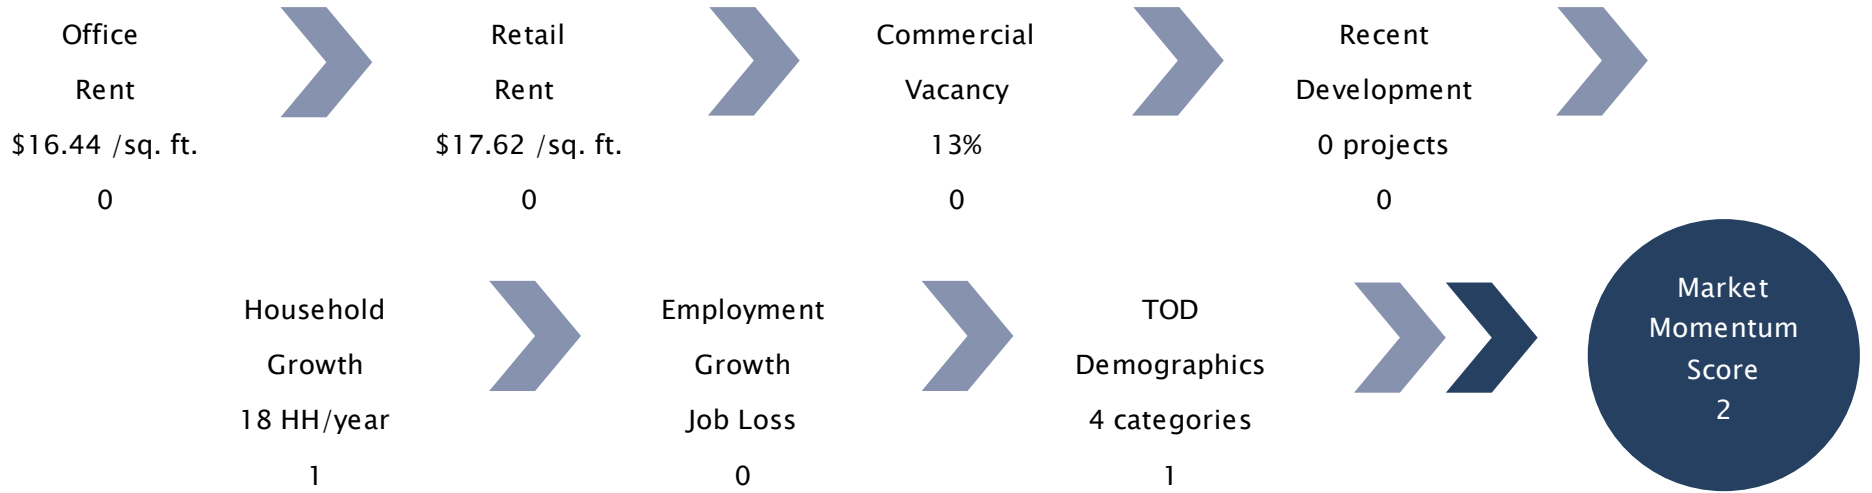 Office
Rent
$16.44 /sq. ft.
0
Retail
Rent
$17.62 /sq. ft.
0
Commercial
Vacancy
13%
0
Recent
Development
0 projects
0
Household
Growth
18 HH/year
1
Employment
Growth
Job Loss
0
TOD
Demographics
4 categories
1
Market
Momentum
Score
2